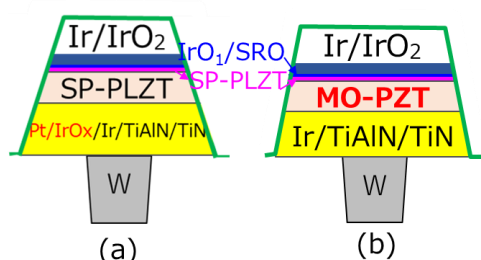 Ir/IrO₂
IrO₁/SRO
Ir/IrO₂
SP-PLZT
SP-PLZT
MO-PZT
Pt/IrOx/Ir/TiAlN/TiN
Ir/TiAlN/TiN
W
W
(a)
(b)